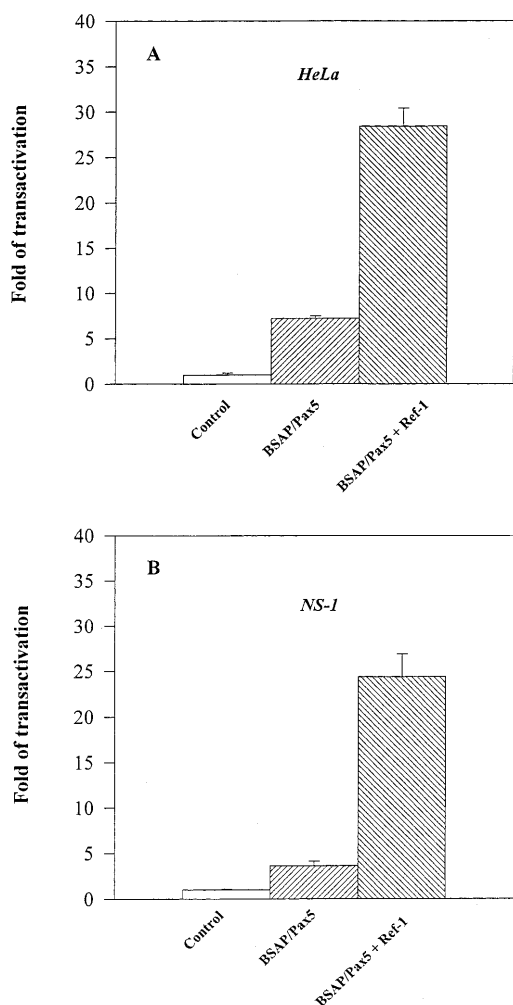 40
35
30
25
20
15
10
5
0
Fold of transactivation
A
HeLa
Control
BSAP/Pax5
BSAP/Pax5 + Ref-1
40
35
30
25
20
15
10
5
0
Fold of transactivation
B
NS-1
Control
BSAP/Pax5
BSAP/Pax5 + Ref-1